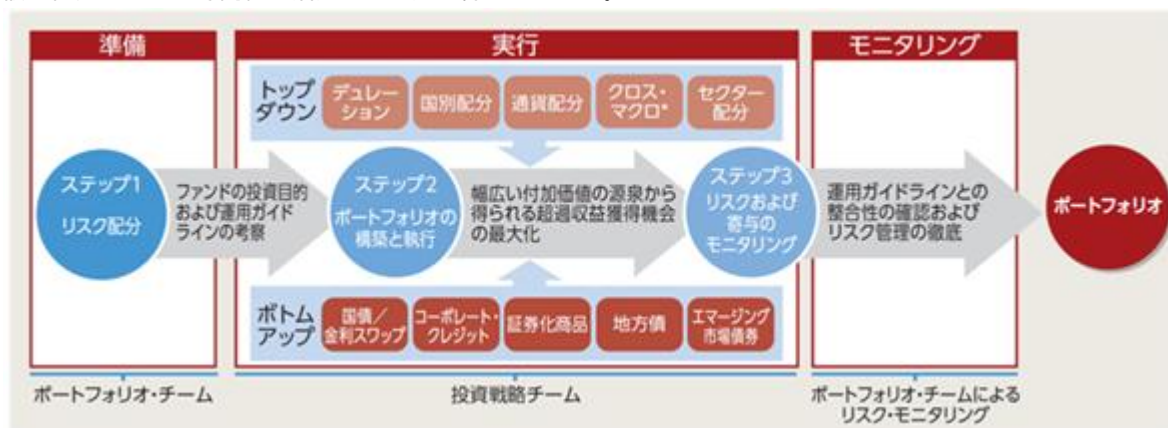 準備
実行
モニタリング
トップ
ダウン
デュレー
ション
国別配分
通貨配分
クロス・
マクロ*
セクター
配分
ステップ1
リスク配分
ファンドの投資目的
および運用ガイド
ラインの考察
ステップ2
ポートフォリオの
構築と執行
幅広い付加価値の源泉から
得られる超過収益獲得機会
の最大化
ステップ3
リスクおよび
寄与の
モニタリング
運用ガイドラインとの
整合性の確認および
リスク管理の徹底
ポートフォリオ
ボトム
アップ
国債／
金利スワップ
コーポレート・
クレジット
証券化商品
地方債
エマージング
市場債券
ポートフォリオ・チーム
投資戦略チーム
ポートフォリオ・チームによる
リスク・モニタリング